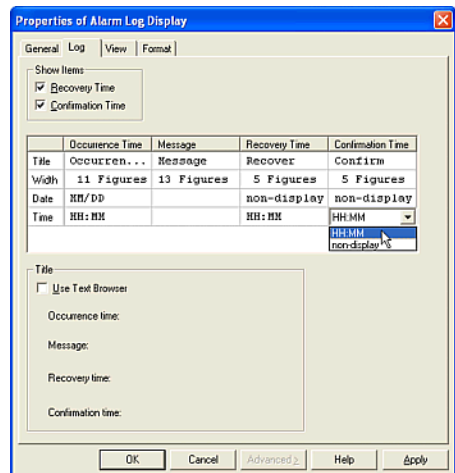 Properties of Alarm Log Display
General Log View Format
Show Items
Recovery Time
Confirmation Time
Occurrence Time Message Recovery Time Confirmation Time
Title Occurren... Message Recover Confirm
Width 11 Figures 13 Figures 5 Figures 5 Figures
Date MM/DD non-display non-display
Time HH:MM HH:MM HH:MM
HH:MM
non-display
Title
Use Text Browser
Occurrence time:
Message:
Recovery time:
Confirmation time:
OK Cancel Advanced > Help Apply